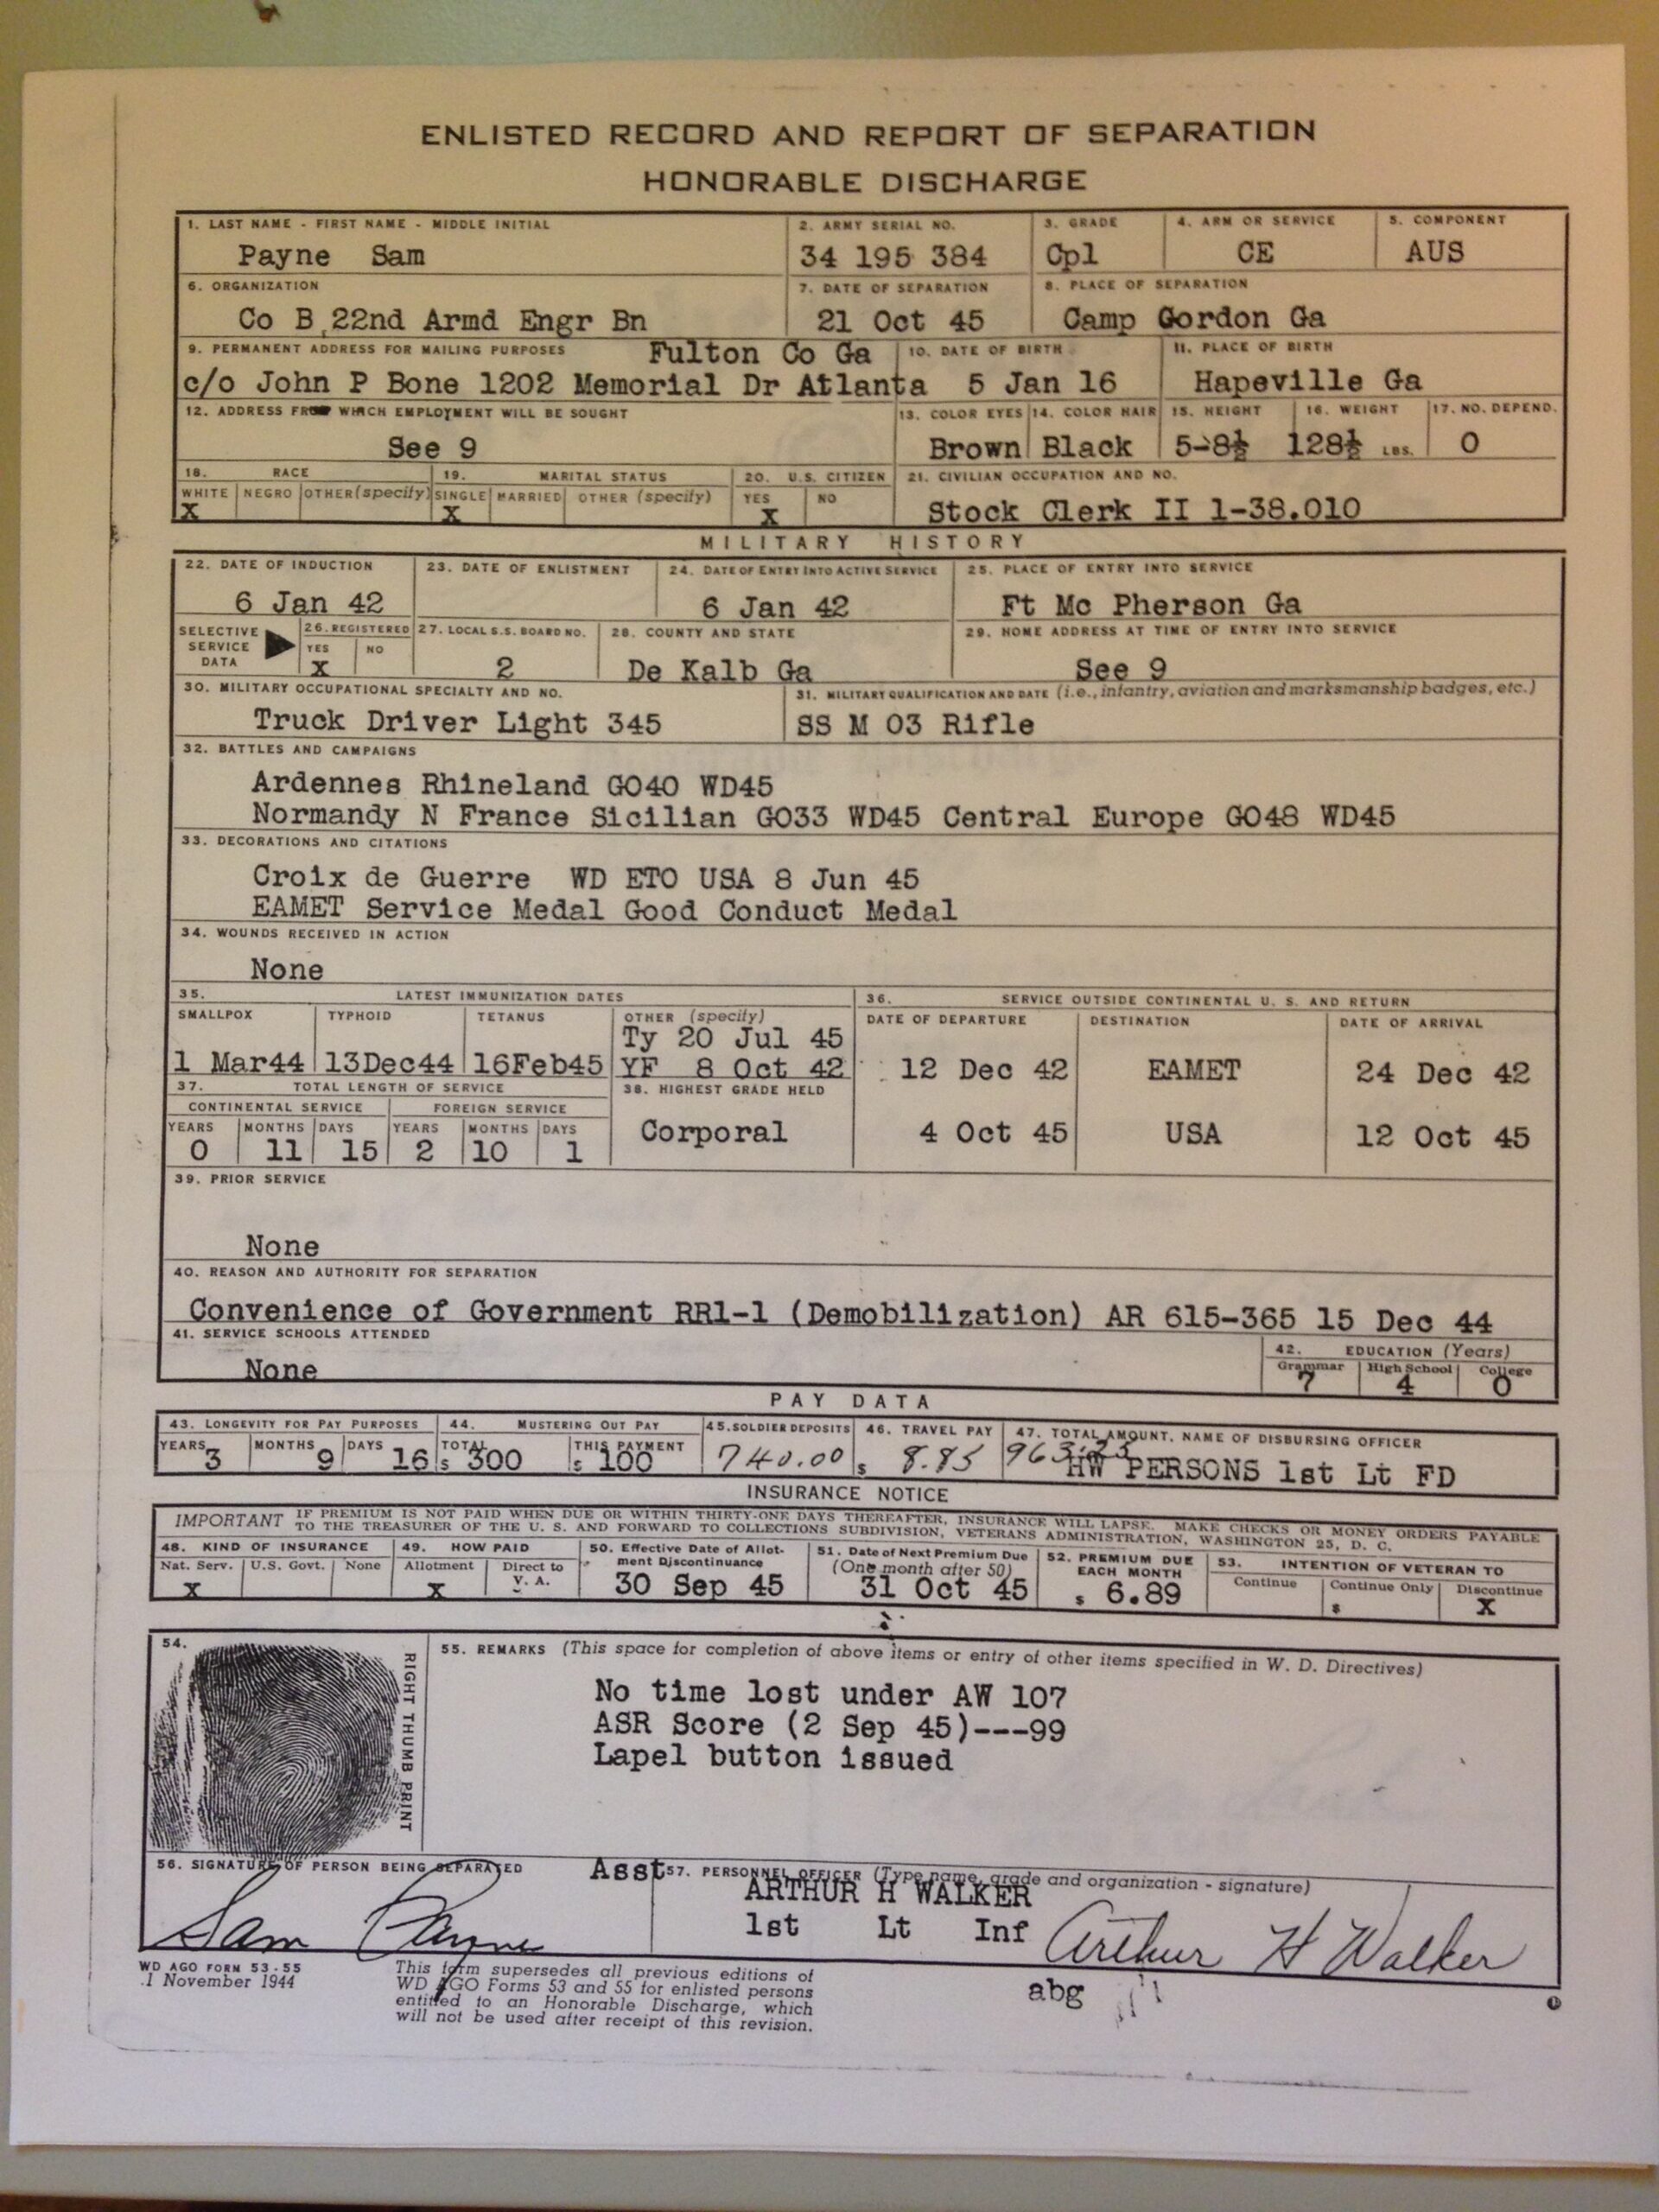 ENLISTED RECORD AND REPORT OF SEPARATION
HONORABLE DISCHARGE
1. LAST NAME - FIRST NAME - MIDDLE INITIAL
Payne Sam
2. ARMY SERIAL NO.
34 195 384
3. GRADE
Cpl
4. ARM OR SERVICE
CE
5. COMPONENT
AUS
6. ORGANIZATION
Co B 22nd Armd Engr Bn
7. DATE OF SEPARATION
21 Oct 45
8. PLACE OF SEPARATION
Camp Gordon Ga
9. PERMANENT ADDRESS FOR MAILING PURPOSES
Fulton Co Ga
c/o John P Bone 1202 Memorial Dr Atlanta
10. DATE OF BIRTH
5 Jan 16
11. PLACE OF BIRTH
Hapeville Ga
12. ADDRESS FROM WHICH EMPLOYMENT WILL BE SOUGHT
See 9
13. COLOR EYES
Brown
14. COLOR HAIR
Black
15. HEIGHT
5-8½
16. WEIGHT
128½ LBS.
17. NO. DEPEND.
0
18. RACE
WHITE NEGRO OTHER (specify)
X
19. MARITAL STATUS
SINGLE MARRIED OTHER (specify)
X
20. U.S. CITIZEN
YES NO
X
21. CIVILIAN OCCUPATION AND NO.
Stock Clerk II 1-38.010
MILITARY HISTORY
22. DATE OF INDUCTION
6 Jan 42
23. DATE OF ENLISTMENT
24. DATE OF ENTRY INTO ACTIVE SERVICE
6 Jan 42
25. PLACE OF ENTRY INTO SERVICE
Ft Mc Pherson Ga
SELECTIVE SERVICE DATA
26. REGISTERED
YES NO
X
27. LOCAL S.S. BOARD NO.
2
28. COUNTY AND STATE
De Kalb Ga
29. HOME ADDRESS AT TIME OF ENTRY INTO SERVICE
See 9
30. MILITARY OCCUPATIONAL SPECIALTY AND NO.
Truck Driver Light 345
31. MILITARY QUALIFICATION AND DATE (i.e., infantry, aviation and marksmanship badges, etc.)
SS M 03 Rifle
32. BATTLES AND CAMPAIGNS
Ardennes Rhineland GO40 WD45
Normandy N France Sicilian GO33 WD45 Central Europe GO48 WD45
33. DECORATIONS AND CITATIONS
Croix de Guerre WD ETO USA 8 Jun 45
EAMET Service Medal Good Conduct Medal
34. WOUNDS RECEIVED IN ACTION
None
35. LATEST IMMUNIZATION DATES
SMALLPOX TYPHOID TETANUS OTHER (specify)
Ty 20 Jul 45
1 Mar44 13Dec44 16Feb45 YF 8 Oct 42
36. SERVICE OUTSIDE CONTINENTAL U. S. AND RETURN
DATE OF DEPARTURE DESTINATION DATE OF ARRIVAL
12 Dec 42 EAMET 24 Dec 42
4 Oct 45 USA 12 Oct 45
37. TOTAL LENGTH OF SERVICE
CONTINENTAL SERVICE FOREIGN SERVICE
YEARS MONTHS DAYS YEARS MONTHS DAYS
0 11 15 2 10 1
38. HIGHEST GRADE HELD
Corporal
39. PRIOR SERVICE
None
40. REASON AND AUTHORITY FOR SEPARATION
Convenience of Government RR1-1 (Demobilization) AR 615-365 15 Dec 44
41. SERVICE SCHOOLS ATTENDED
None
42. EDUCATION (Years)
Grammar High School College
7 4 0
PAY DATA
43. LONGEVITY FOR PAY PURPOSES
YEARS MONTHS DAYS
3 9 16
44. MUSTERING OUT PAY
TOTAL THIS PAYMENT
$ 300 $ 100
45. SOLDIER DEPOSITS
740.00
46. TRAVEL PAY
$ 8.85
47. TOTAL AMOUNT, NAME OF DISBURSING OFFICER
963.23
HW PERSONS 1st Lt FD
INSURANCE NOTICE
IMPORTANT IF PREMIUM IS NOT PAID WHEN DUE OR WITHIN THIRTY-ONE DAYS THEREAFTER, INSURANCE WILL LAPSE. MAKE CHECKS OR MONEY ORDERS PAYABLE
TO THE TREASURER OF THE U. S. AND FORWARD TO COLLECTIONS SUBDIVISION, VETERANS ADMINISTRATION, WASHINGTON 25, D. C.
48. KIND OF INSURANCE
Nat. Serv. U.S. Govt. None
X
49. HOW PAID
Allotment Direct to V. A.
X
50. Effective Date of Allotment Discontinuance
30 Sep 45
51. Date of Next Premium Due
(One month after 50)
31 Oct 45
52. PREMIUM DUE EACH MONTH
$ 6.89
53. INTENTION OF VETERAN TO
Continue Continue Only Discontinue
$ X
54.
RIGHT THUMB PRINT
55. REMARKS (This space for completion of above items or entry of other items specified in W. D. Directives)
No time lost under AW 107
ASR Score (2 Sep 45)---99
Lapel button issued
56. SIGNATURE OF PERSON BEING SEPARATED
Sam Payne
Asst 57. PERSONNEL OFFICER (Type name, grade and organization - signature)
ARTHUR H WALKER
1st Lt Inf Arthur H Walker
WD AGO FORM 53-55
1 November 1944
This form supersedes all previous editions of
WD AGO Forms 53 and 55 for enlisted persons
entitled to an Honorable Discharge, which
will not be used after receipt of this revision.
abg